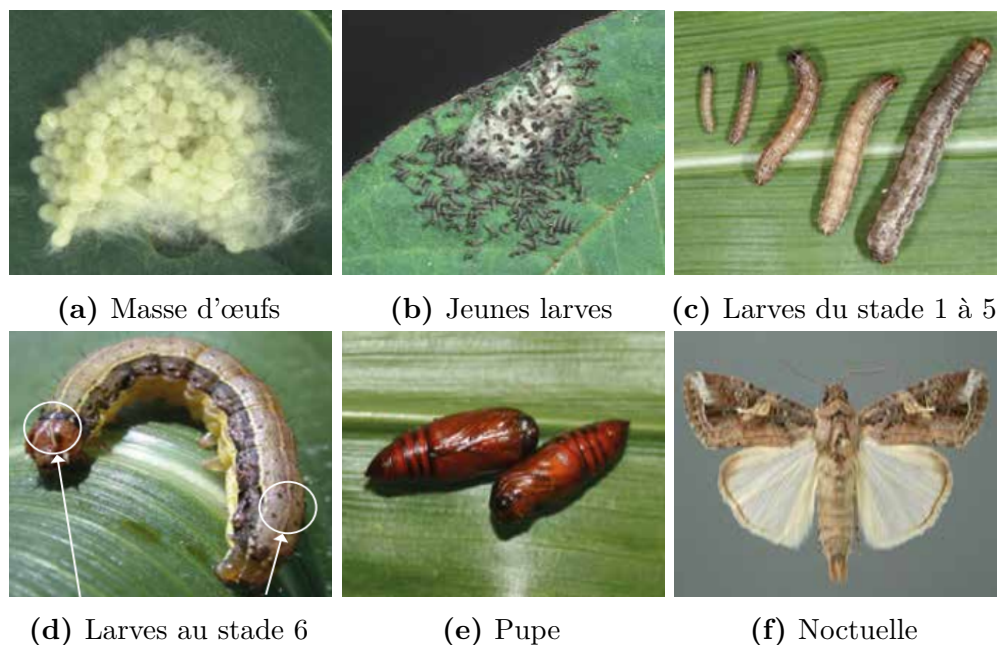 (a) Masse d'œufs
(b) Jeunes larves
(c) Larves du stade 1 à 5
(d) Larves au stade 6
(e) Pupe
(f) Noctuelle